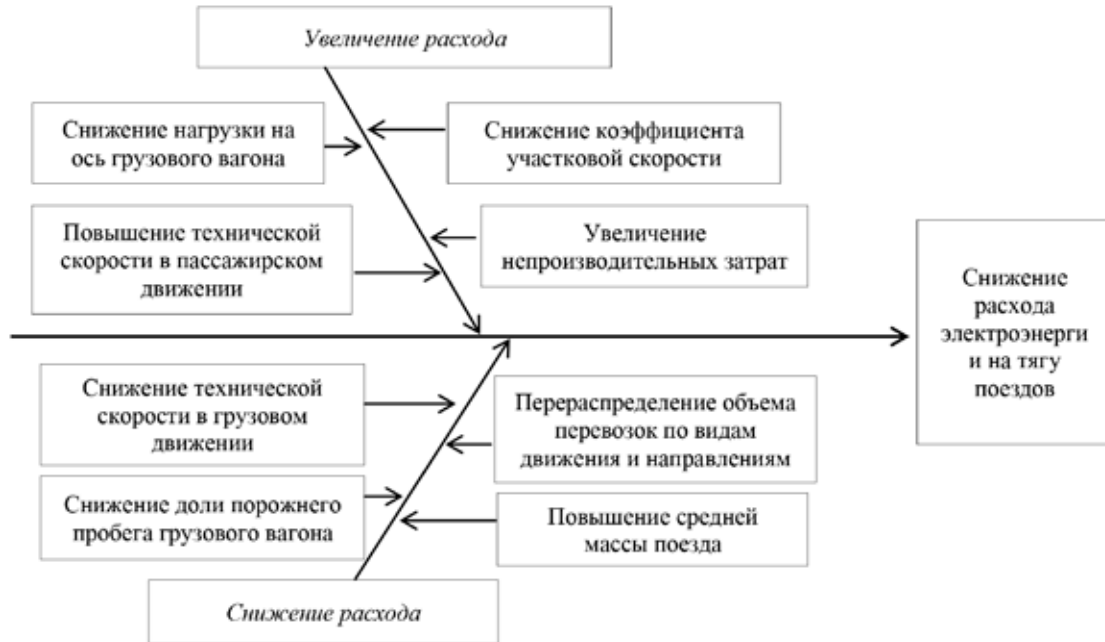 Увеличение расхода
Снижение нагрузки на
ось грузового вагона
Снижение коэффициента
участковой скорости
Повышение технической
скорости в пассажирском
движении
Увеличение
непроизводительных затрат
Снижение
расхода
электроэнерги
и на тягу
поездов
Снижение технической
скорости в грузовом
движении
Перераспределение объема
перевозок по видам
движения и направлениям
Снижение доли порожнего
пробега грузового вагона
Повышение средней
массы поезда
Снижение расхода